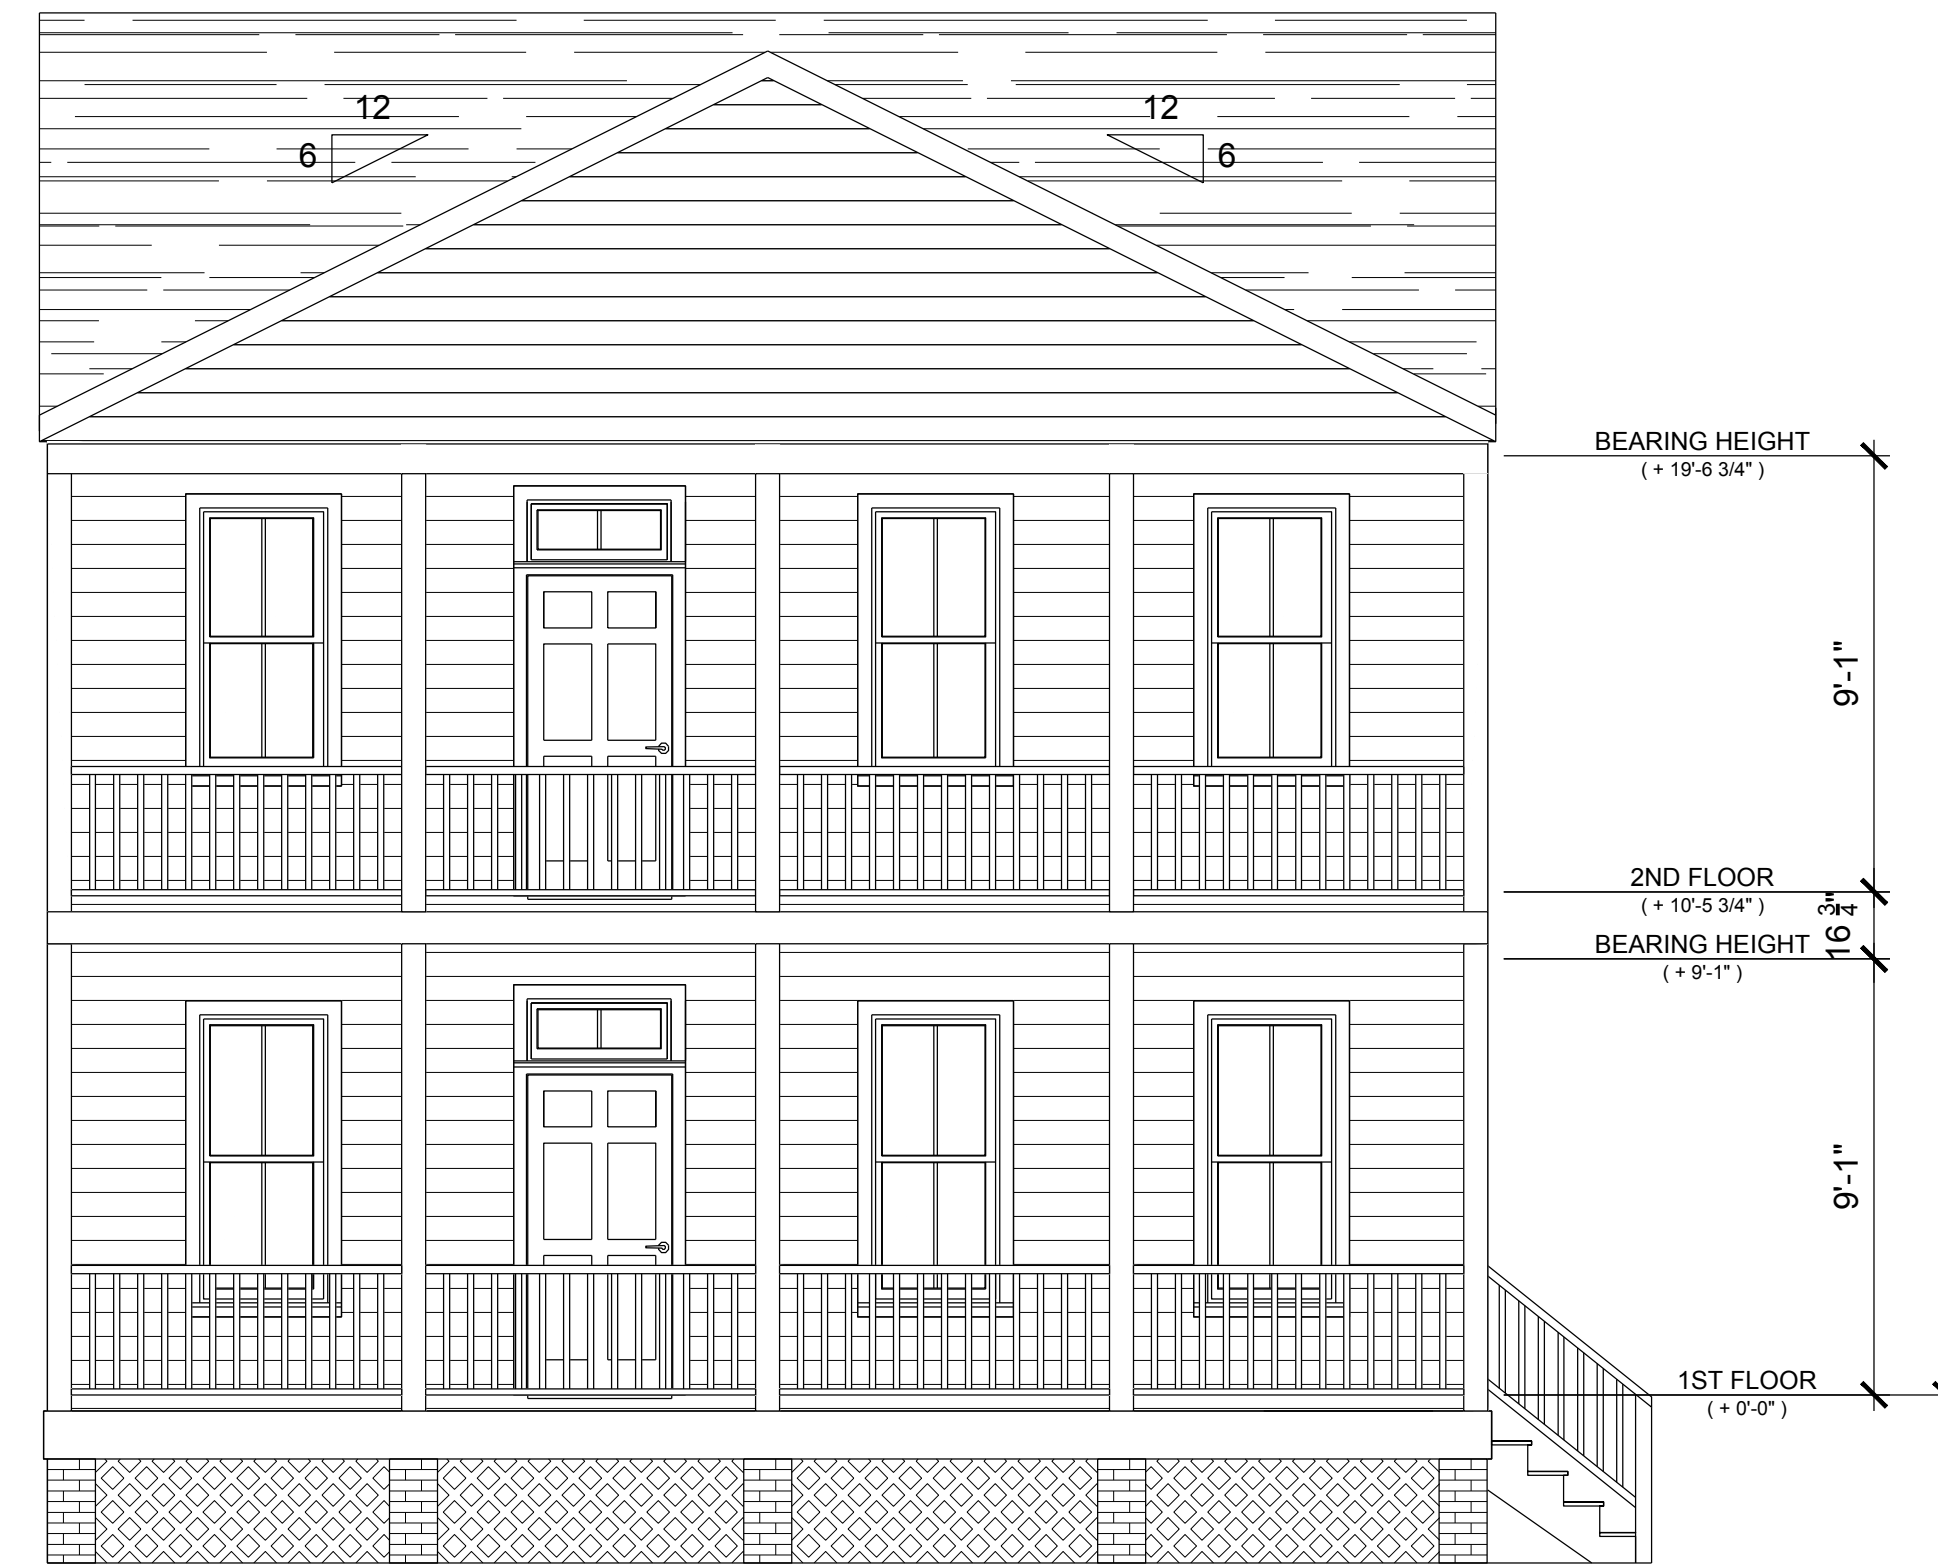 12
12
6
6
BEARING HEIGHT
( + 19'-6 3/4" )
9'-1"
2ND FLOOR
( + 10'-5 3/4" )
16 3/4"
BEARING HEIGHT
( + 9'-1" )
9'-1"
1ST FLOOR
( + 0'-0" )